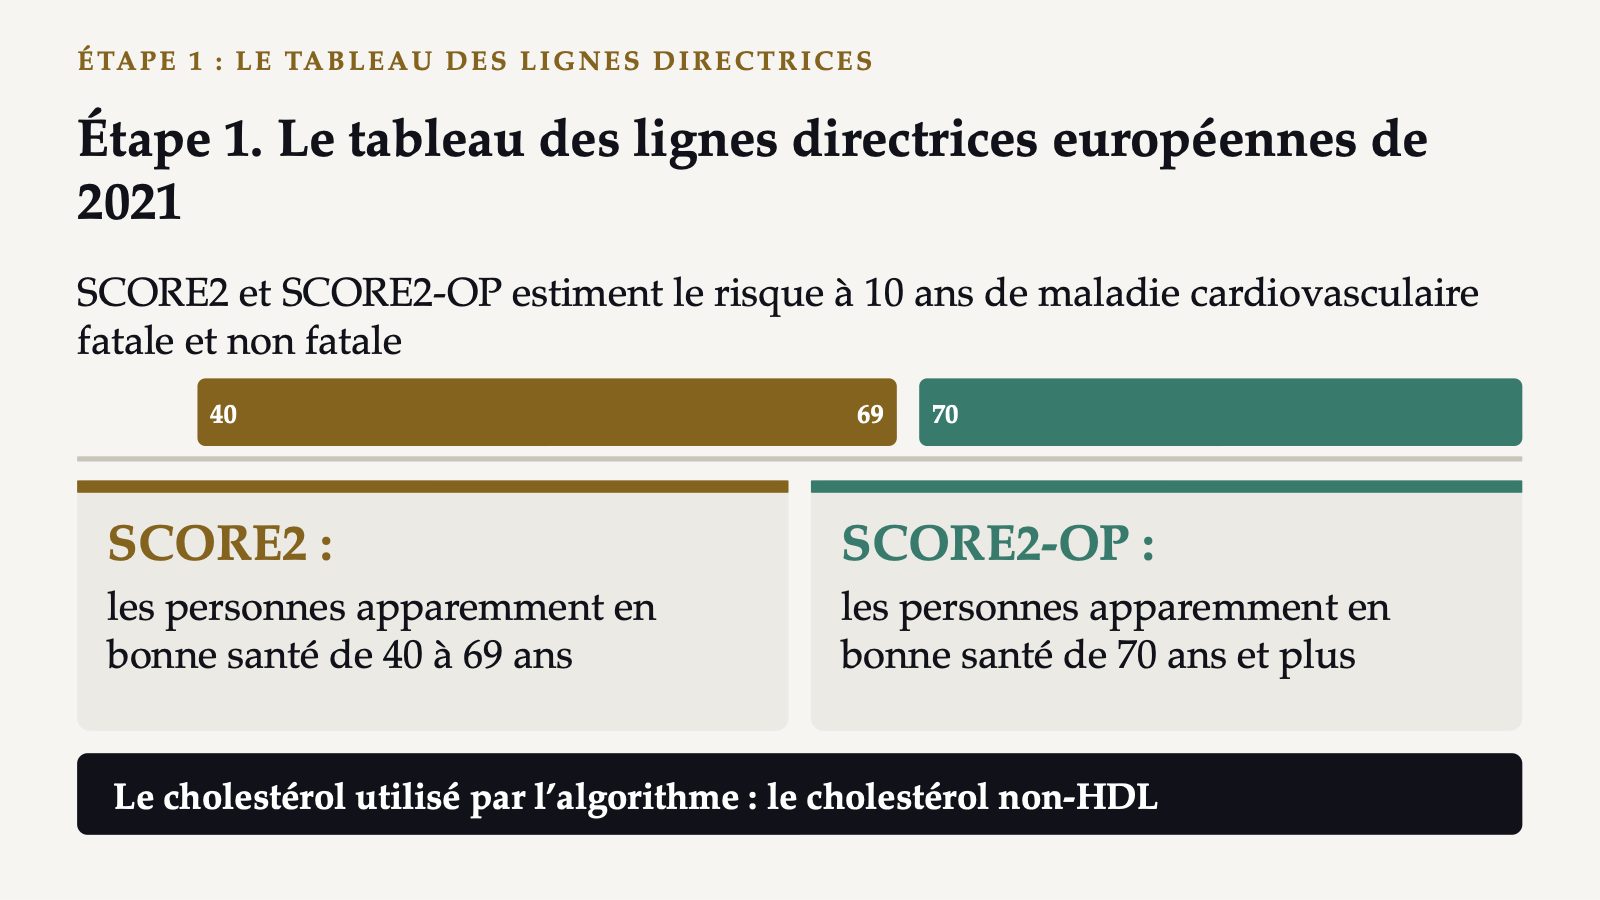 ÉTAPE 1 : LE TABLEAU DES LIGNES DIRECTRICES
Étape 1. Le tableau des lignes directrices européennes de
2021
SCORE2 et SCORE2-OP estiment le risque à 10 ans de maladie cardiovasculaire
fatale et non fatale
40 69 70
SCORE2 :
les personnes apparemment en
bonne santé de 40 à 69 ans
SCORE2-OP :
les personnes apparemment en
bonne santé de 70 ans et plus
Le cholestérol utilisé par l’algorithme : le cholestérol non-HDL